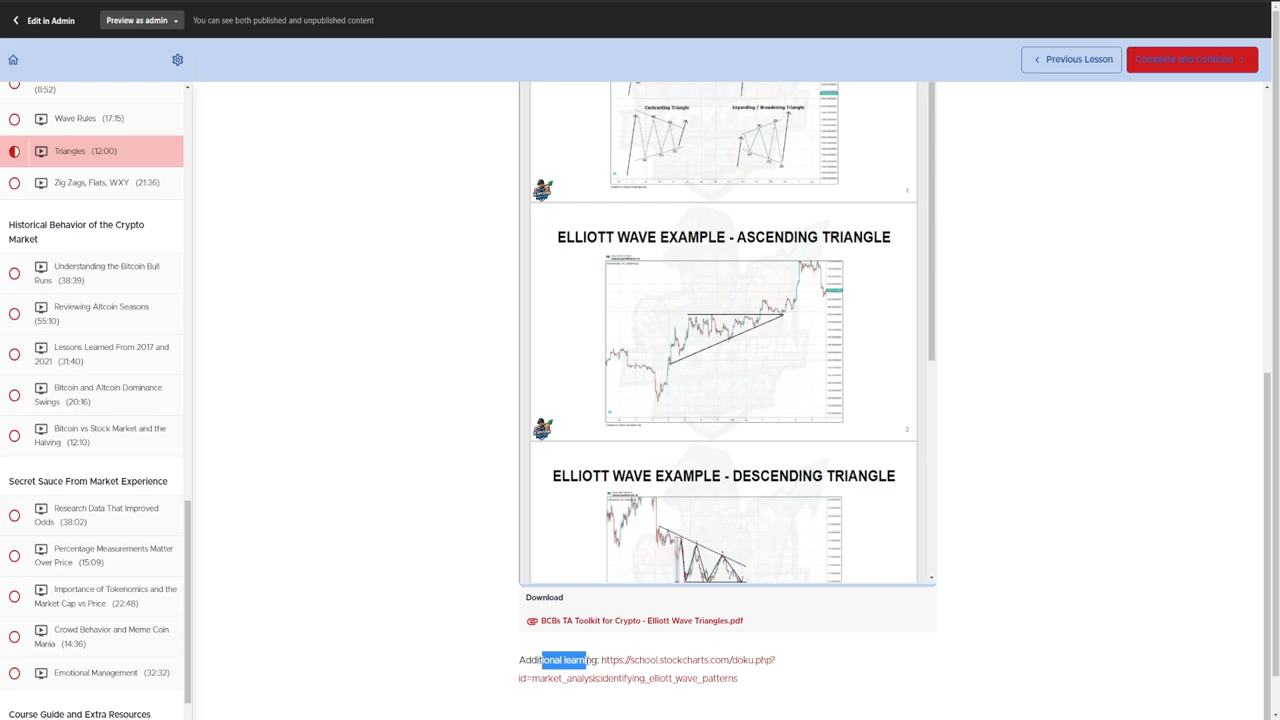 Edit in Admin
Preview as admin
You can see both published and unpublished content
Previous Lesson
Complete and Continue
(8:52)
Wave Rules (17:15)
Triangles (12:00)
Zig Zags, Flats, WXY (21:36)
Historical Behavior of the Crypto
Market
Understanding the Bitcoin Bull
Runs (38:39)
Reviewing Altcoin Seasons
(55:10)
Lessons Learned From 2017 and
2021 (31:40)
Bitcoin and Altcoin Dominance
Swings (20:16)
Bitcoin vs Stock Market and the
Halving (12:10)
Secret Sauce From Market Experience
Research Data That Improved
Odds (38:02)
Percentage Measurements Matter
Over Price (15:09)
Importance of Tokenomics and the
Market Cap vs Price (22:48)
Crowd Behavior and Meme Coin
Mania (14:36)
Emotional Management (32:32)
Course Guide and Extra Resources
Contracting Triangle
Expanding / Broadening Triangle
1
ELLIOTT WAVE EXAMPLE - ASCENDING TRIANGLE
2
ELLIOTT WAVE EXAMPLE - DESCENDING TRIANGLE
Download
BCBs TA Toolkit for Crypto - Elliott Wave Triangles.pdf
Additional learning: https://school.stockcharts.com/doku.php?
id=market_analysis:identifying_elliott_wave_patterns